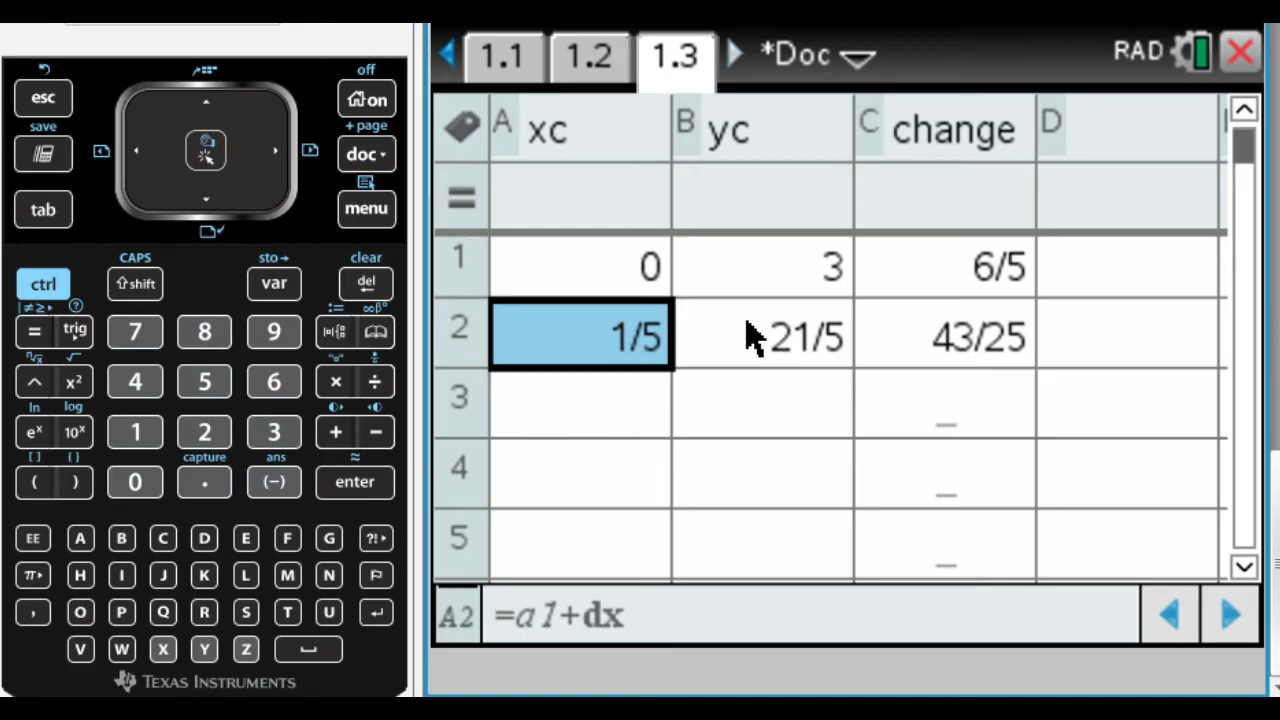 1.1 1.2 1.3 *Doc RAD
A xc B yc C change D
=
1 0 3 6/5
2 1/5 21/5 43/25
3 _
4 _
5 _
A2 =a1+dx
off
esc on
save + page
doc
tab menu
CAPS sto→ clear
ctrl ⇧shift var del
|≠≥▸ ? := ∞β°
= trig 7 8 9
ⁿ√x √
^ x² 4 5 6 × ÷
ln log
eˣ 10ˣ 1 2 3 + −
[ ] { } capture ans ≈
( ) 0 . (−) enter
EE A B C D E F G ?!▸
π▸ H I J K L M N
, O P Q R S T U ↵
V W X Y Z
TEXAS INSTRUMENTS